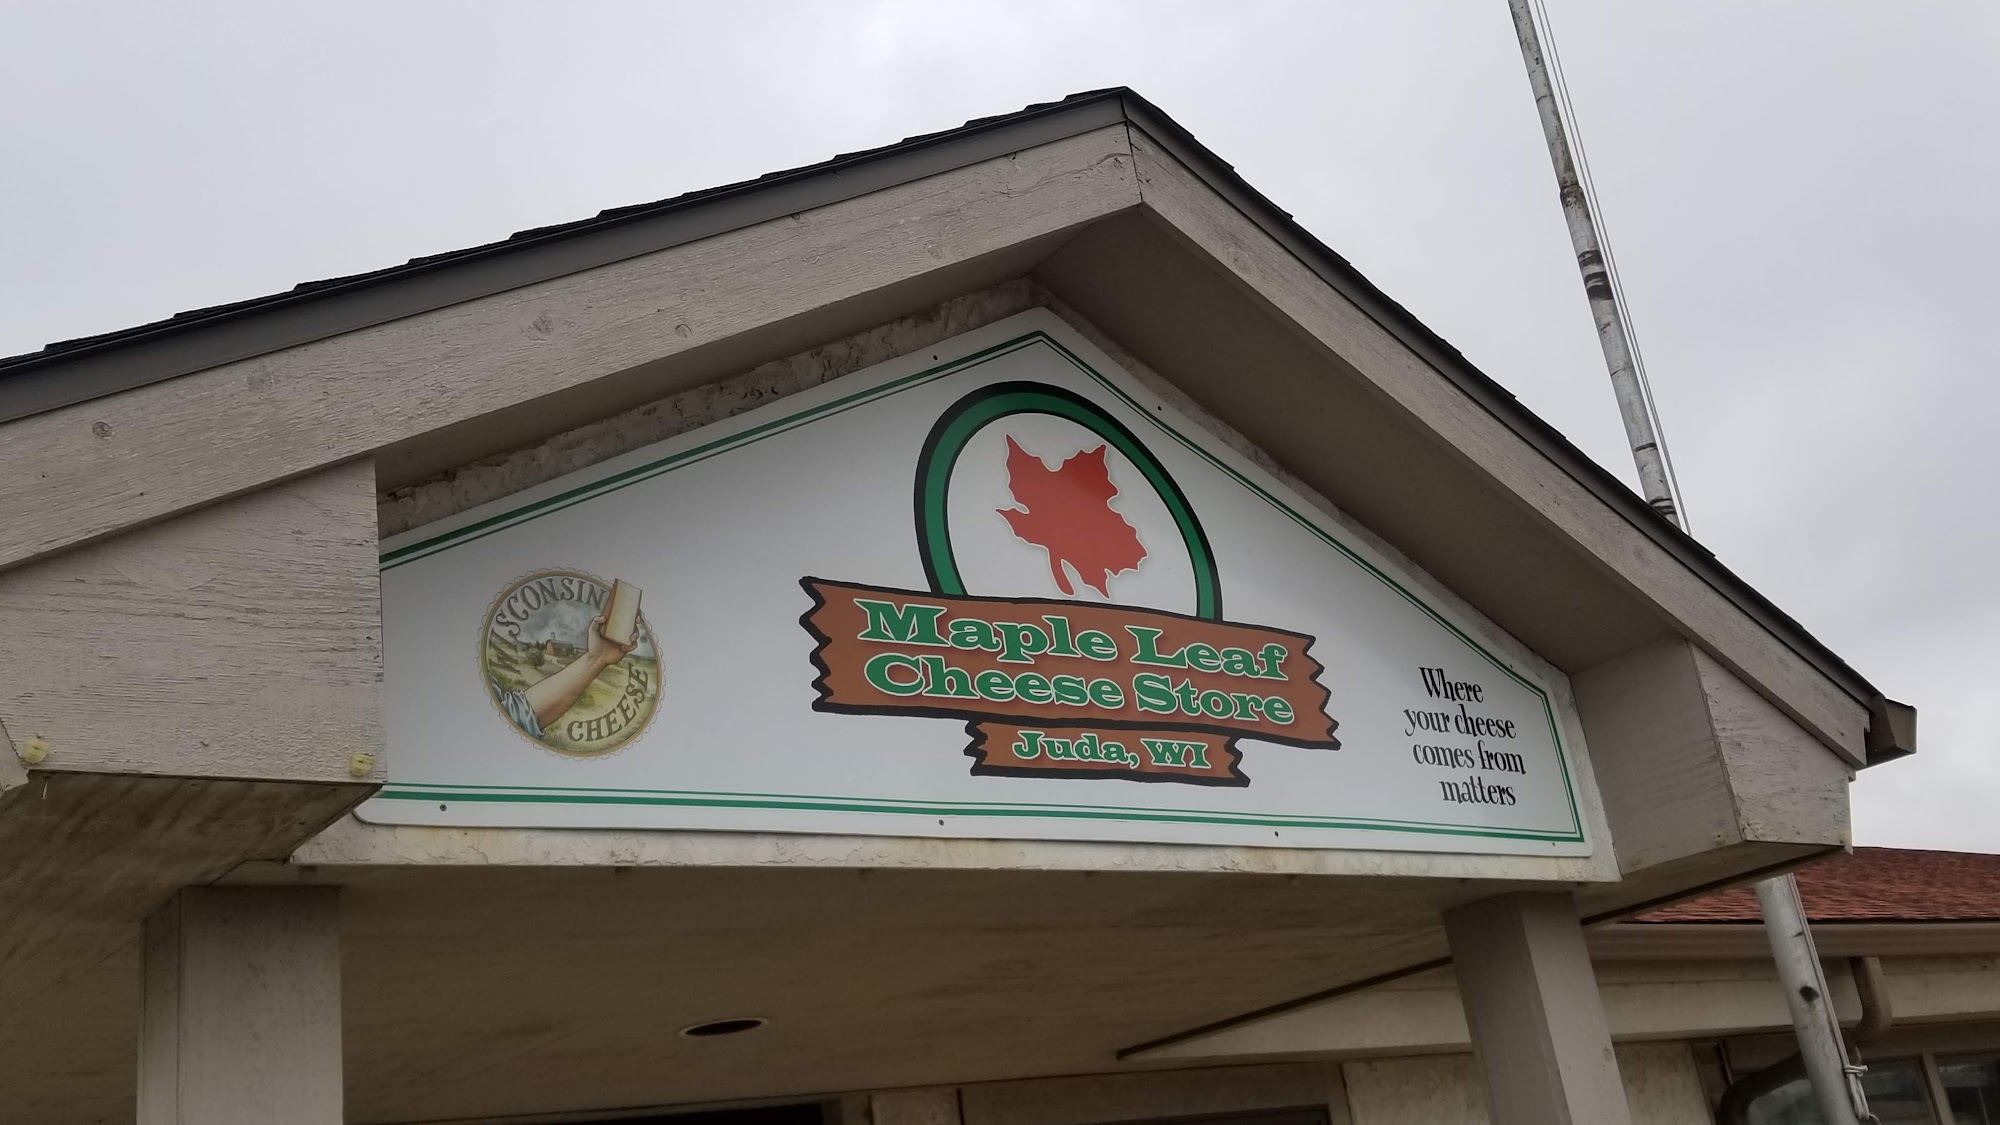 WISCONSIN
CHEESE
Maple Leaf
Cheese Store
Juda, WI
Where
your cheese
comes from
matters